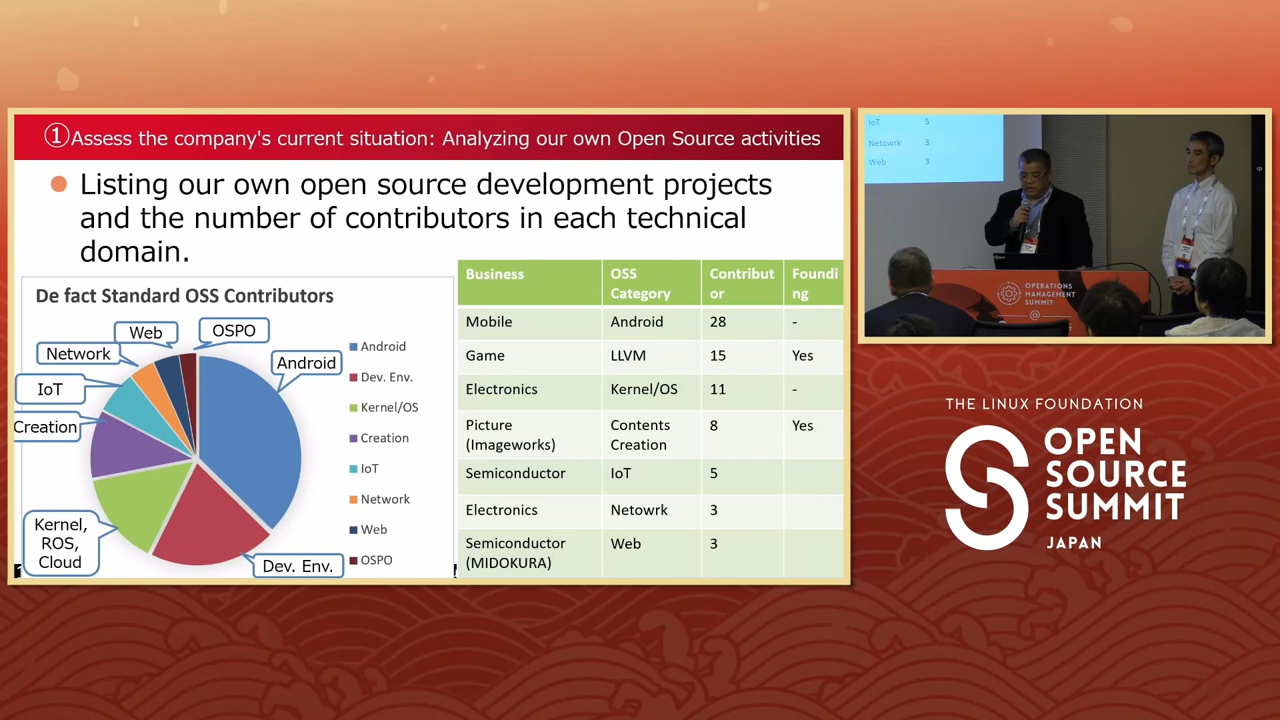 ①Assess the company's current situation: Analyzing our own Open Source activities
Listing our own open source development projects
and the number of contributors in each technical
domain.
De fact Standard OSS Contributors
OSPO
Web
Network
Android
IoT
Creation
Kernel,
ROS,
Cloud
Dev. Env.
Android
Dev. Env.
Kernel/OS
Creation
IoT
Network
Web
OSPO
Business OSS Category Contributor Founding
Mobile Android 28 -
Game LLVM 15 Yes
Electronics Kernel/OS 11 -
Picture (Imageworks) Contents Creation 8 Yes
Semiconductor IoT 5
Electronics Netowrk 3
Semiconductor (MIDOKURA) Web 3
IoT 5
Netowrk 3
Web 3
OPERATIONS
MANAGEMENT
SUMMIT
THE LINUX FOUNDATION
OPEN
SOURCE
SUMMIT
JAPAN